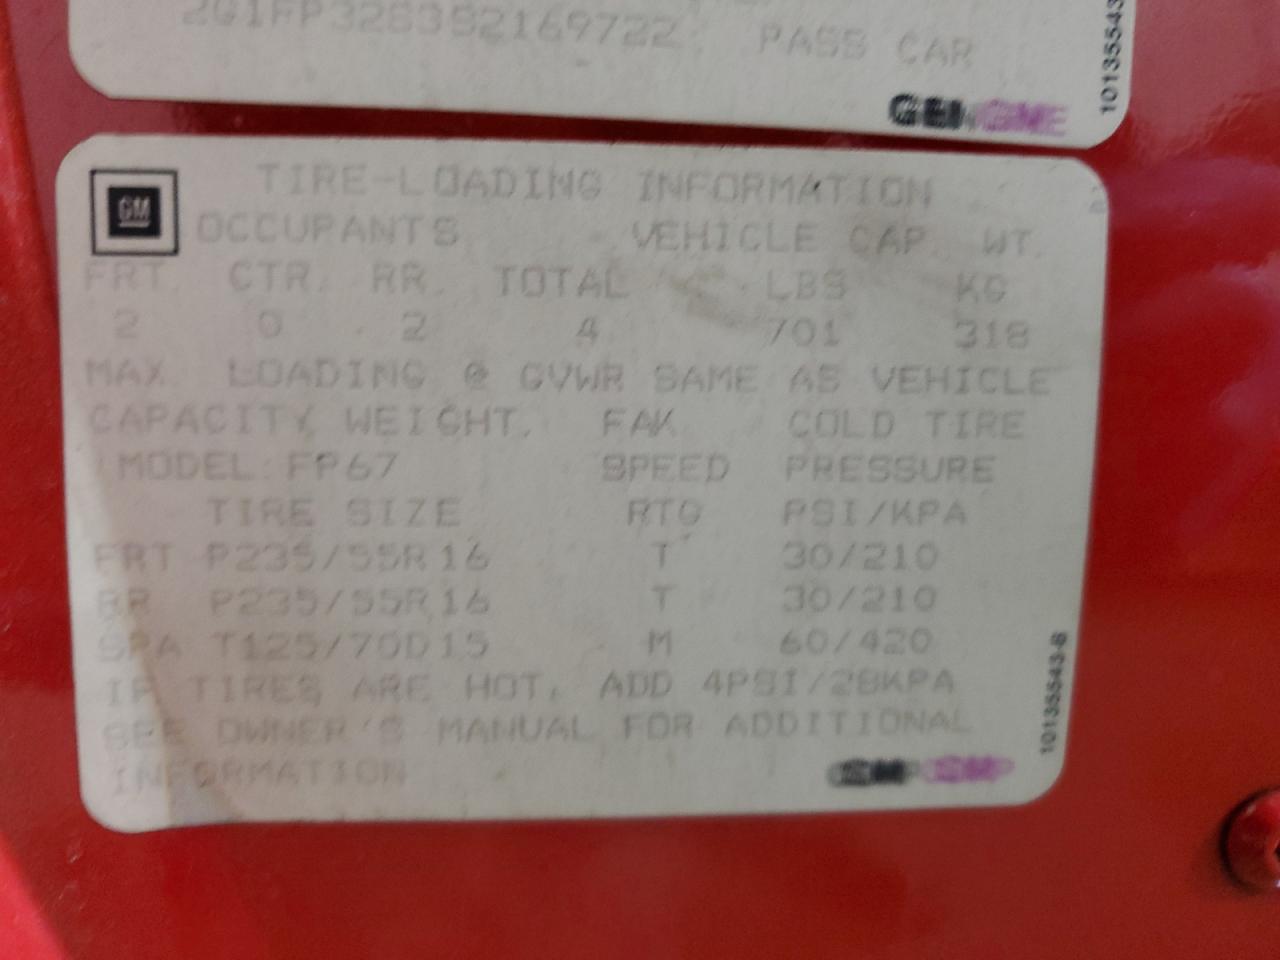 2G1FP32S3S2169722 PASS CAR
10135543
GM GME
TIRE-LOADING INFORMATION
GM
OCCUPANTS VEHICLE CAP. WT.
FRT. CTR. RR. TOTAL LBS KG
2 0 2 4 701 318
MAX. LOADING @ GVWR SAME AS VEHICLE
CAPACITY WEIGHT. FAK COLD TIRE
MODEL:FP67 SPEED PRESSURE
TIRE SIZE RTG PSI/KPA
FRT P235/55R16 T 30/210
RR P235/55R16 T 30/210
SPA T125/70D15 M 60/420
IF TIRES ARE HOT, ADD 4PSI/28KPA
SEE OWNER'S MANUAL FOR ADDITIONAL
INFORMATION
10135543-B
GM GM